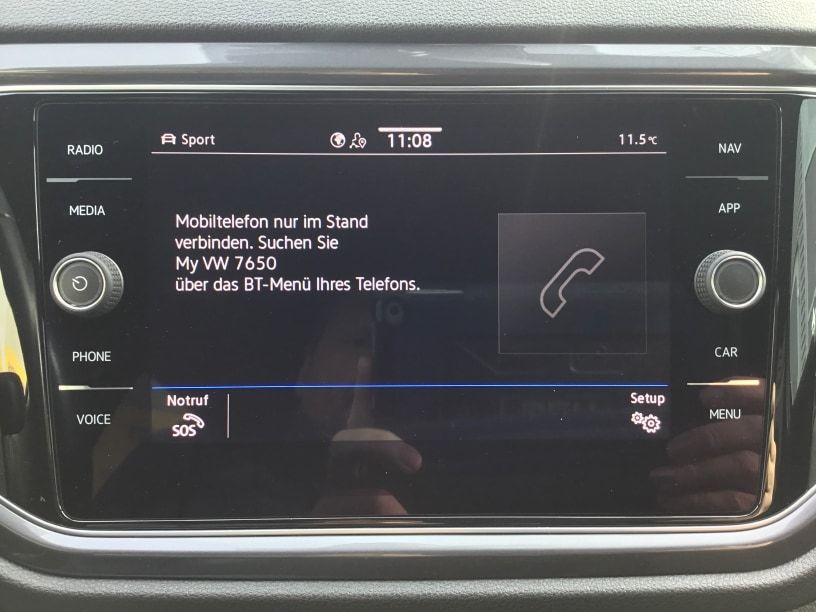 RADIO
MEDIA
PHONE
VOICE
Sport
11:08
11.5°C
Mobiltelefon nur im Stand
verbinden. Suchen Sie
My VW 7650
über das BT-Menü Ihres Telefons.
Notruf
SOS
Setup
NAV
APP
CAR
MENU